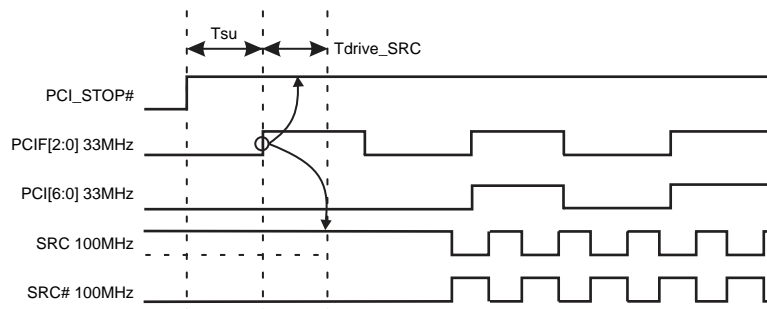 Tsu
Tdrive_SRC
PCI_STOP#
PCIF[2:0] 33MHz
PCI[6:0] 33MHz
SRC 100MHz
SRC# 100MHz